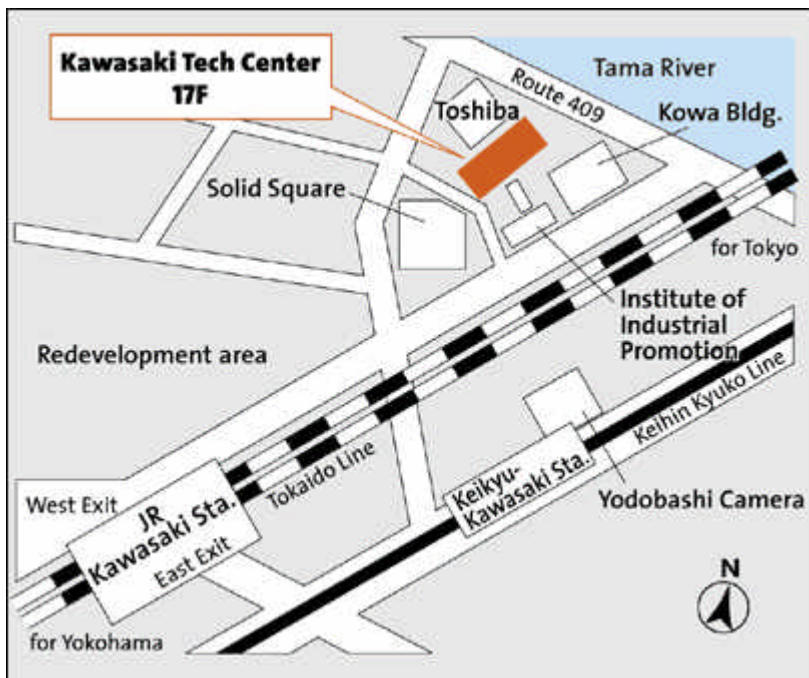 Kawasaki Tech Center
17F
Toshiba
Route 409
Tama River
Kowa Bldg.
Solid Square
for Tokyo
Institute of
Industrial
Promotion
Redevelopment area
Keihin Kyuko Line
Tokaido Line
Keikyu-
Kawasaki Sta.
Yodobashi Camera
West Exit
JR
Kawasaki Sta.
East Exit
for Yokohama
N